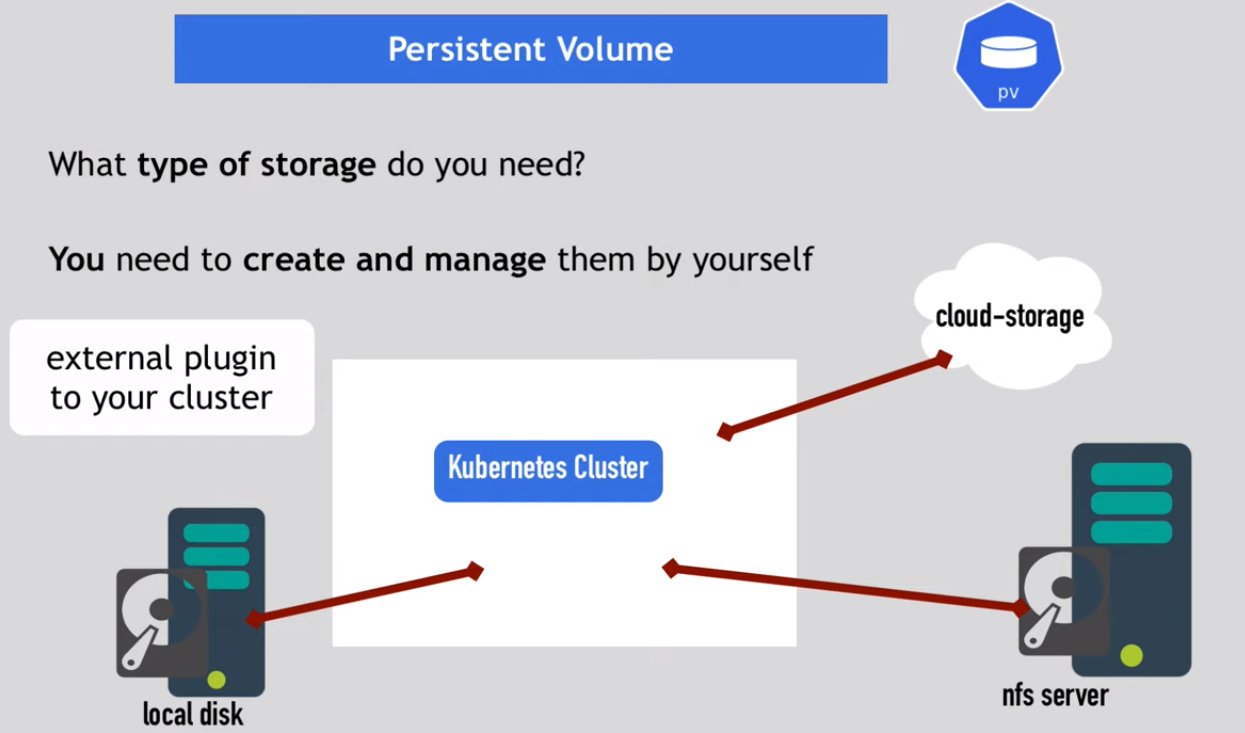 Persistent Volume
pv
What type of storage do you need?
You need to create and manage them by yourself
cloud-storage
external plugin
to your cluster
Kubernetes Cluster
local disk
nfs server